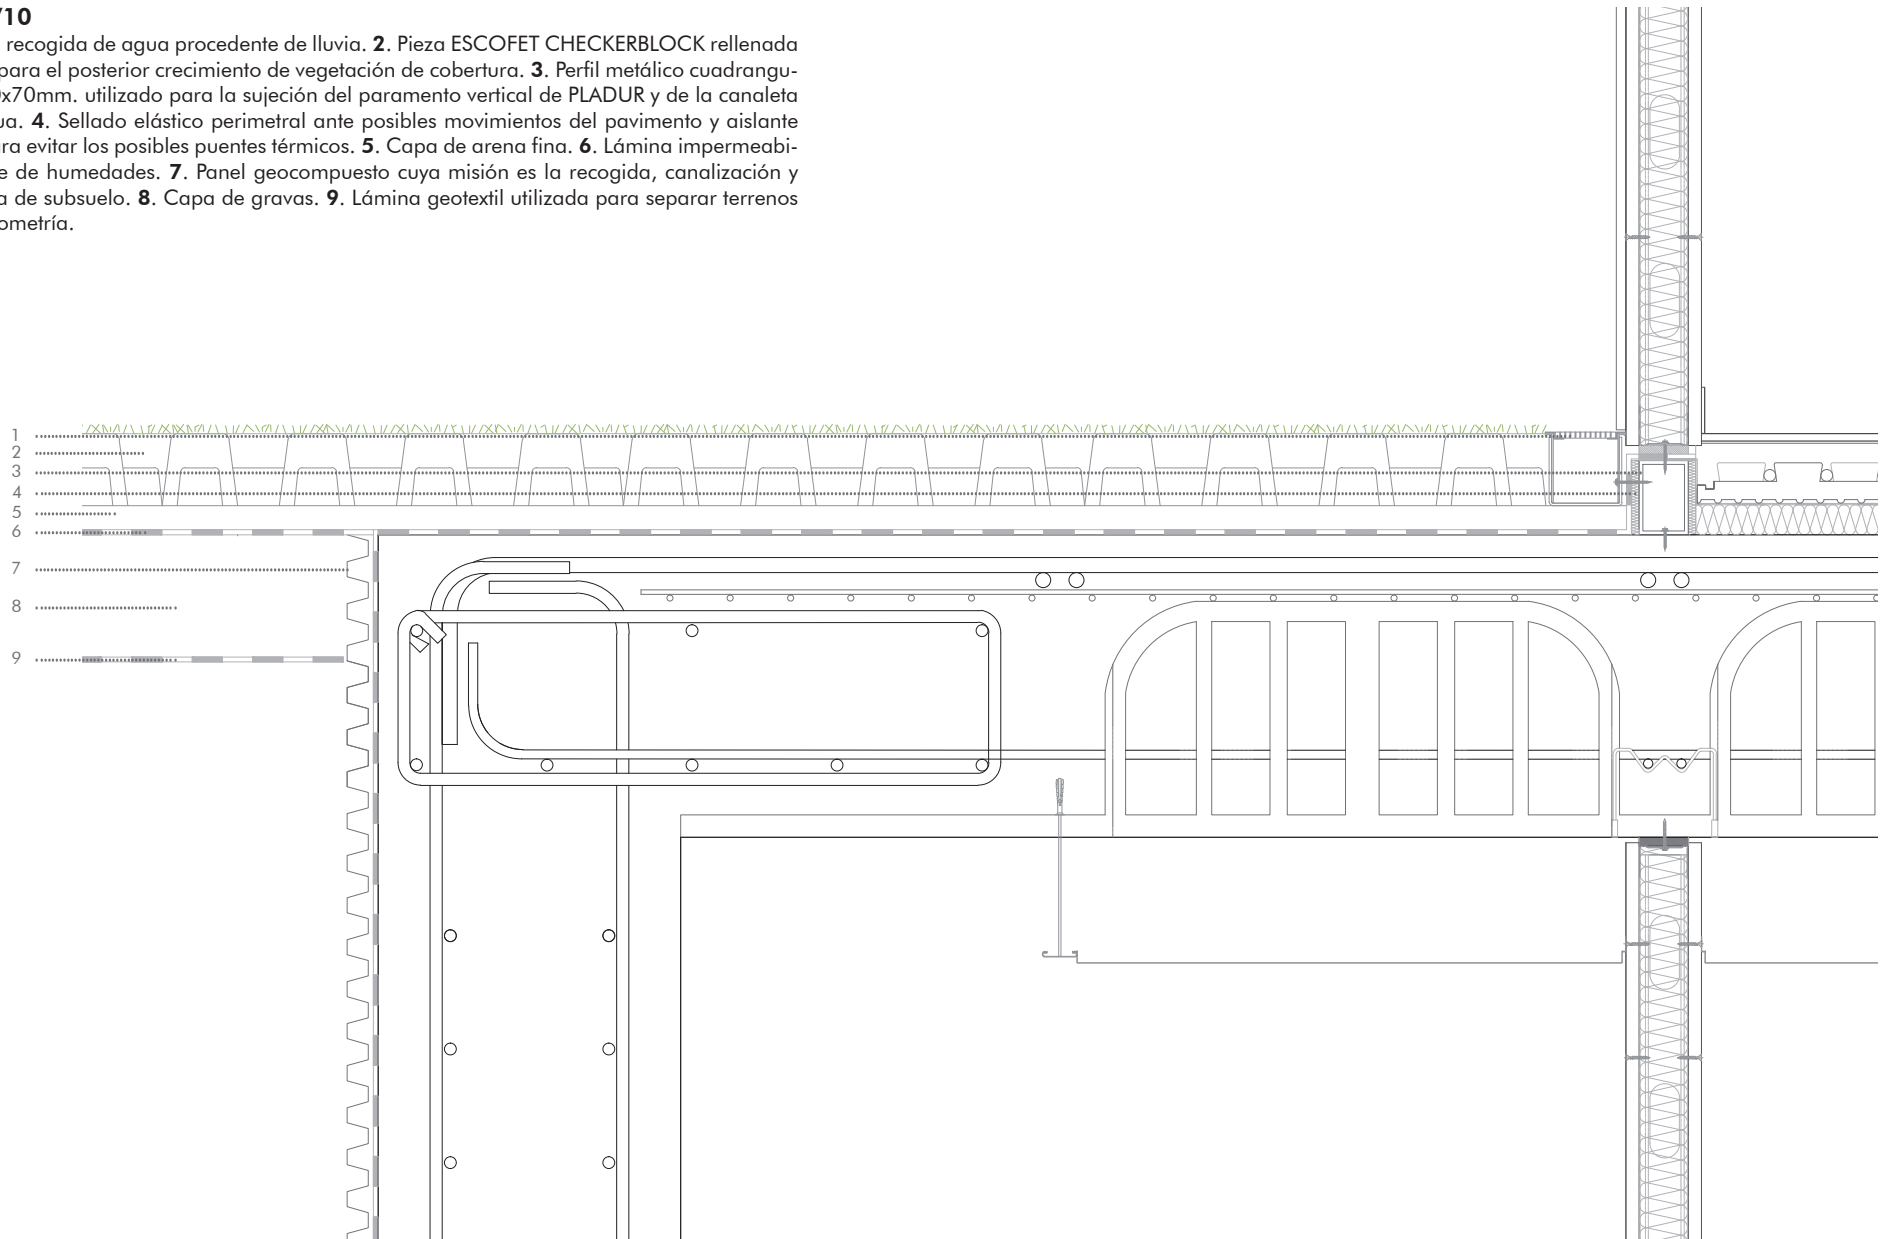 /10
recogida de agua procedente de lluvia. 2. Pieza ESCOFET CHECKERBLOCK rellenada
para el posterior crecimiento de vegetación de cobertura. 3. Perfil metálico cuadrangu-
x70mm. utilizado para la sujeción del paramento vertical de PLADUR y de la canaleta
ua. 4. Sellado elástico perimetral ante posibles movimientos del pavimento y aislante
ra evitar los posibles puentes térmicos. 5. Capa de arena fina. 6. Lámina impermeabi-
e de humedades. 7. Panel geocompuesto cuya misión es la recogida, canalización y
a de subsuelo. 8. Capa de gravas. 9. Lámina geotextil utilizada para separar terrenos
ometría.
1
2
3
4
5
6
7
8
9